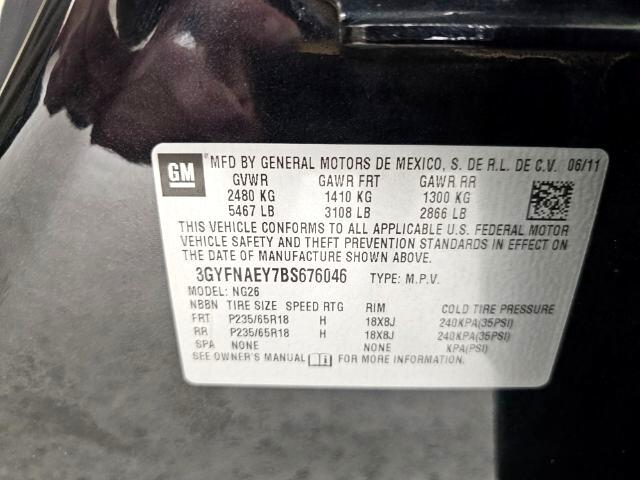 GM MFD BY GENERAL MOTORS DE MEXICO, S. DE R.L. DE C.V. 06/11
GVWR GAWR FRT GAWR RR
2480 KG 1410 KG 1300 KG
5467 LB 3108 LB 2866 LB
THIS VEHICLE CONFORMS TO ALL APPLICABLE U.S. FEDERAL MOTOR
VEHICLE SAFETY AND THEFT PREVENTION STANDARDS IN EFFECT ON
THE DATE OF MANUFACTURE SHOWN ABOVE.
3GYFNAEY7BS676046 TYPE: M.P.V.
MODEL: NG26
NBBN TIRE SIZE SPEED RTG RIM COLD TIRE PRESSURE
FRT P235/65R18 H 18X8J 240KPA(35PSI)
RR P235/65R18 H 18X8J 240KPA(35PSI)
SPA NONE NONE KPA(PSI)
SEE OWNER'S MANUAL FOR MORE INFORMATION.